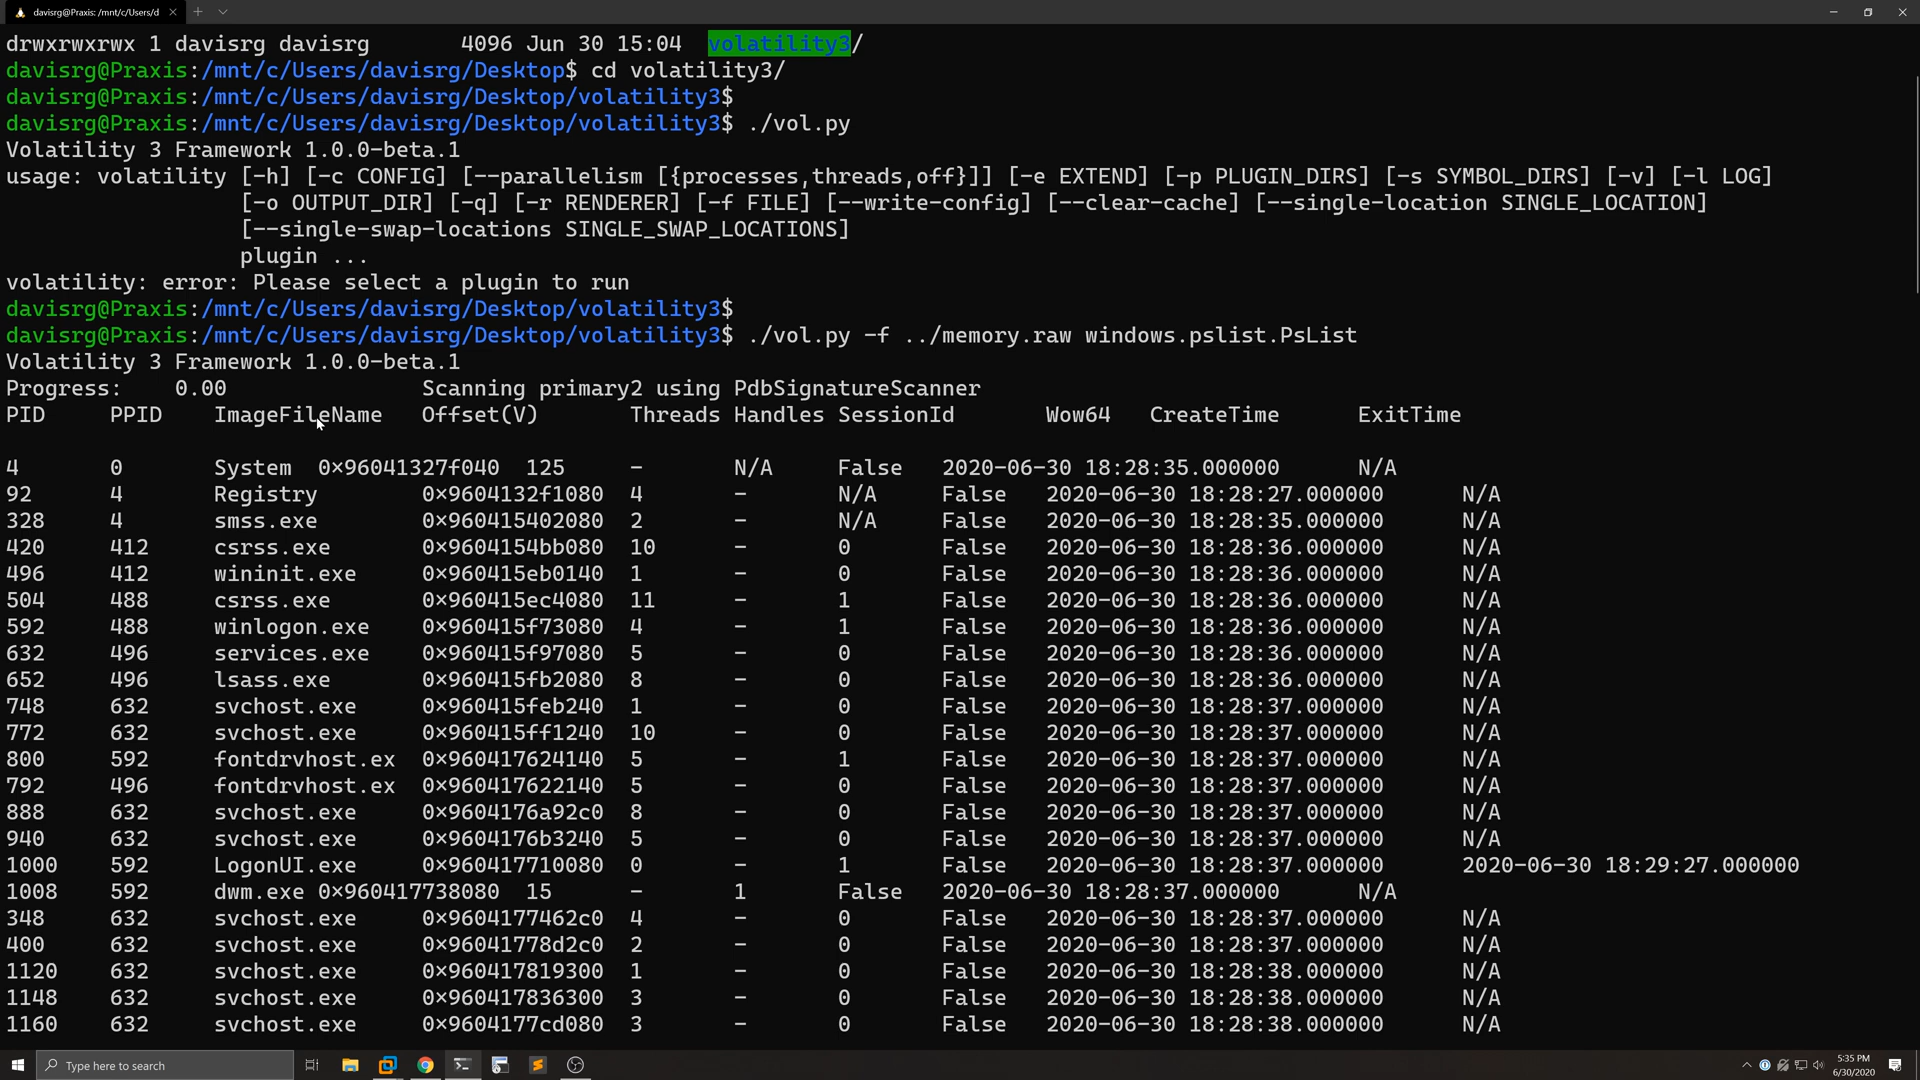 davisrg@Praxis: /mnt/c/Users/d
drwxrwxrwx 1 davisrg davisrg 4096 Jun 30 15:04 volatility3/
davisrg@Praxis:/mnt/c/Users/davisrg/Desktop$ cd volatility3/
davisrg@Praxis:/mnt/c/Users/davisrg/Desktop/volatility3$
davisrg@Praxis:/mnt/c/Users/davisrg/Desktop/volatility3$ ./vol.py
Volatility 3 Framework 1.0.0-beta.1
usage: volatility [-h] [-c CONFIG] [--parallelism [{processes,threads,off}]] [-e EXTEND] [-p PLUGIN_DIRS] [-s SYMBOL_DIRS] [-v] [-l LOG]
[-o OUTPUT_DIR] [-q] [-r RENDERER] [-f FILE] [--write-config] [--clear-cache] [--single-location SINGLE_LOCATION]
[--single-swap-locations SINGLE_SWAP_LOCATIONS]
plugin ...
volatility: error: Please select a plugin to run
davisrg@Praxis:/mnt/c/Users/davisrg/Desktop/volatility3$
davisrg@Praxis:/mnt/c/Users/davisrg/Desktop/volatility3$ ./vol.py -f ../memory.raw windows.pslist.PsList
Volatility 3 Framework 1.0.0-beta.1
Progress: 0.00 Scanning primary2 using PdbSignatureScanner
PID PPID ImageFileName Offset(V) Threads Handles SessionId Wow64 CreateTime ExitTime
4 0 System 0x96041327f040 125 - N/A False 2020-06-30 18:28:35.000000 N/A
92 4 Registry 0x9604132f1080 4 - N/A False 2020-06-30 18:28:27.000000 N/A
328 4 smss.exe 0x960415402080 2 - N/A False 2020-06-30 18:28:35.000000 N/A
420 412 csrss.exe 0x9604154bb080 10 - 0 False 2020-06-30 18:28:36.000000 N/A
496 412 wininit.exe 0x960415eb0140 1 - 0 False 2020-06-30 18:28:36.000000 N/A
504 488 csrss.exe 0x960415ec4080 11 - 1 False 2020-06-30 18:28:36.000000 N/A
592 488 winlogon.exe 0x960415f73080 4 - 1 False 2020-06-30 18:28:36.000000 N/A
632 496 services.exe 0x960415f97080 5 - 0 False 2020-06-30 18:28:36.000000 N/A
652 496 lsass.exe 0x960415fb2080 8 - 0 False 2020-06-30 18:28:36.000000 N/A
748 632 svchost.exe 0x960415feb240 1 - 0 False 2020-06-30 18:28:37.000000 N/A
772 632 svchost.exe 0x960415ff1240 10 - 0 False 2020-06-30 18:28:37.000000 N/A
800 592 fontdrvhost.ex 0x960417624140 5 - 1 False 2020-06-30 18:28:37.000000 N/A
792 496 fontdrvhost.ex 0x960417622140 5 - 0 False 2020-06-30 18:28:37.000000 N/A
888 632 svchost.exe 0x9604176a92c0 8 - 0 False 2020-06-30 18:28:37.000000 N/A
940 632 svchost.exe 0x9604176b3240 5 - 0 False 2020-06-30 18:28:37.000000 N/A
1000 592 LogonUI.exe 0x960417710080 0 - 1 False 2020-06-30 18:28:37.000000 2020-06-30 18:29:27.000000
1008 592 dwm.exe 0x960417738080 15 - 1 False 2020-06-30 18:28:37.000000 N/A
348 632 svchost.exe 0x9604177462c0 4 - 0 False 2020-06-30 18:28:37.000000 N/A
400 632 svchost.exe 0x96041778d2c0 2 - 0 False 2020-06-30 18:28:37.000000 N/A
1120 632 svchost.exe 0x960417819300 1 - 0 False 2020-06-30 18:28:38.000000 N/A
1148 632 svchost.exe 0x960417836300 3 - 0 False 2020-06-30 18:28:38.000000 N/A
1160 632 svchost.exe 0x9604177cd080 3 - 0 False 2020-06-30 18:28:38.000000 N/A
Type here to search
5:35 PM
6/30/2020